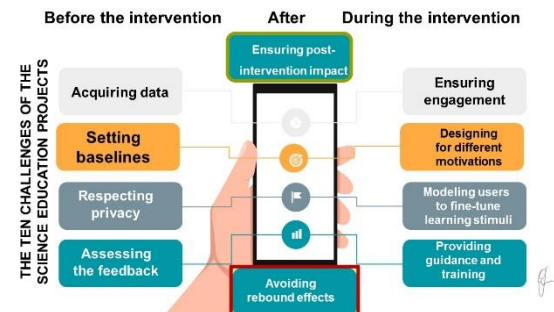 Before the intervention
After
During the intervention
THE TEN CHALLENGES OF THE
SCIENCE EDUCATION PROJECTS
Ensuring post-
intervention impact
Acquiring data
Setting
baselines
Respecting
privacy
Assessing
the feedback
Ensuring
engagement
Designing
for different
motivations
Modeling users
to fine-tune
learning stimuli
Providing
guidance and
training
Avoiding
rebound effects